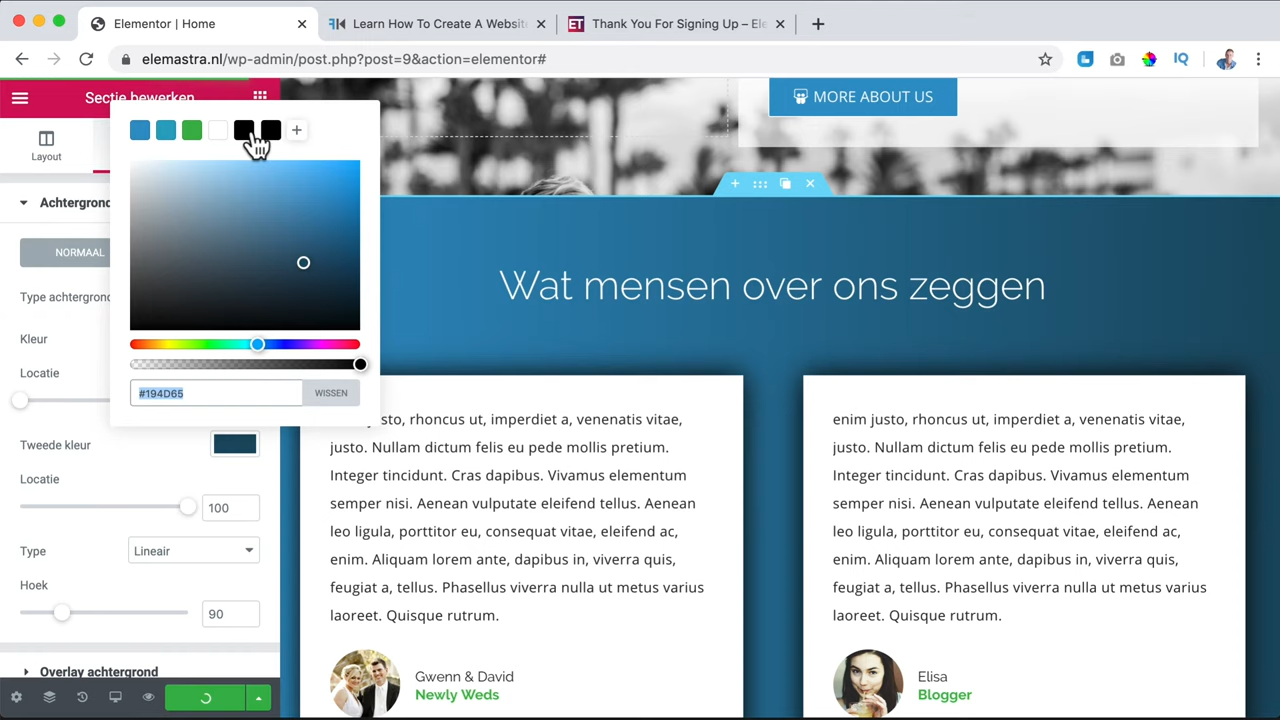 Elementor | Home
Learn How To Create A Website
Thank You For Signing Up – Ele
elemastra.nl/wp-admin/post.php?post=9&action=elementor#
IQ
Sectie bewerken
Layout
Achtergrond
NORMAAL
Type achtergrond
Kleur
Locatie
#194D65
WISSEN
Tweede kleur
Locatie
100
Type
Lineair
Hoek
90
Overlay achtergrond
MORE ABOUT US
Wat mensen over ons zeggen
justo, rhoncus ut, imperdiet a, venenatis vitae,
justo. Nullam dictum felis eu pede mollis pretium.
Integer tincidunt. Cras dapibus. Vivamus elementum
semper nisi. Aenean vulputate eleifend tellus. Aenean
leo ligula, porttitor eu, consequat vitae, eleifend ac,
enim. Aliquam lorem ante, dapibus in, viverra quis,
feugiat a, tellus. Phasellus viverra nulla ut metus varius
laoreet. Quisque rutrum.
Gwenn & David
Newly Weds
enim justo, rhoncus ut, imperdiet a, venenatis vitae,
justo. Nullam dictum felis eu pede mollis pretium.
Integer tincidunt. Cras dapibus. Vivamus elementum
semper nisi. Aenean vulputate eleifend tellus. Aenean
leo ligula, porttitor eu, consequat vitae, eleifend ac,
enim. Aliquam lorem ante, dapibus in, viverra quis,
feugiat a, tellus. Phasellus viverra nulla ut metus varius
laoreet. Quisque rutrum.
Elisa
Blogger